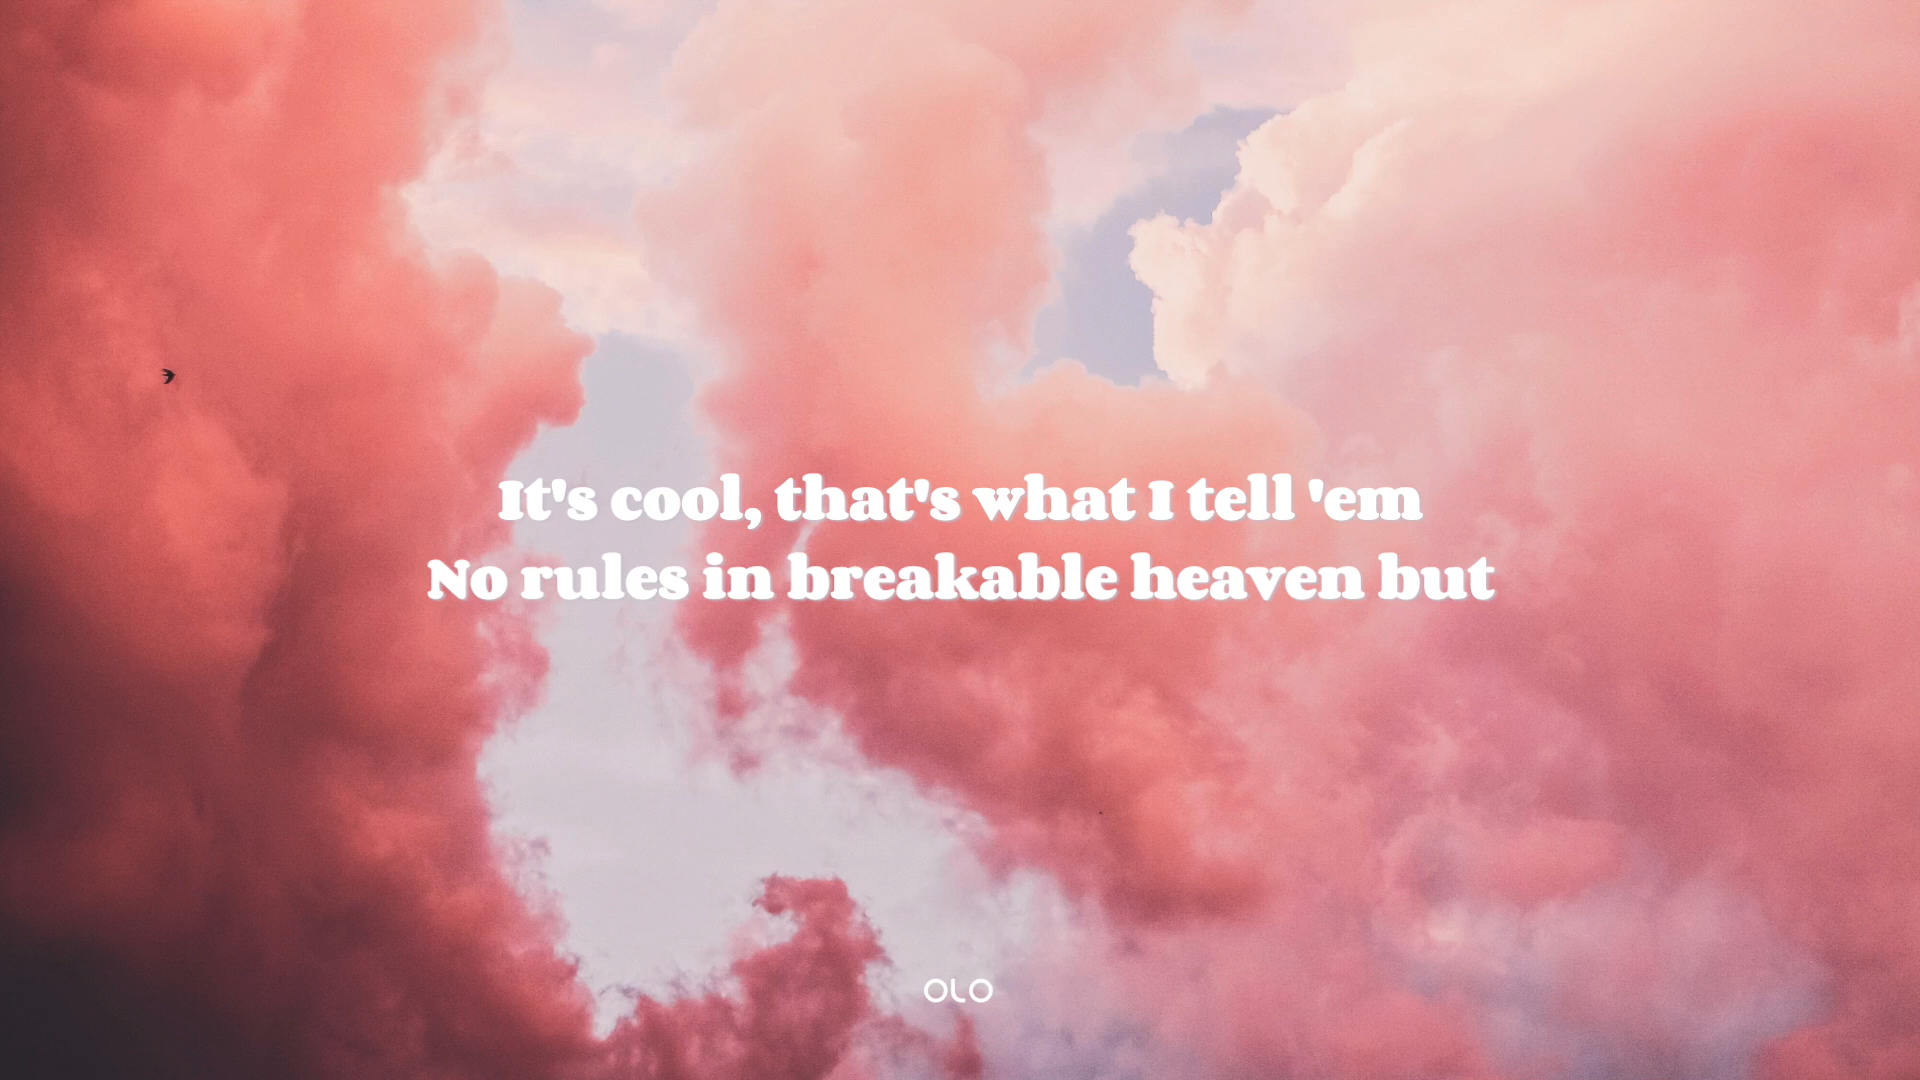 It's cool, that's what I tell 'em
No rules in breakable heaven but
OLO